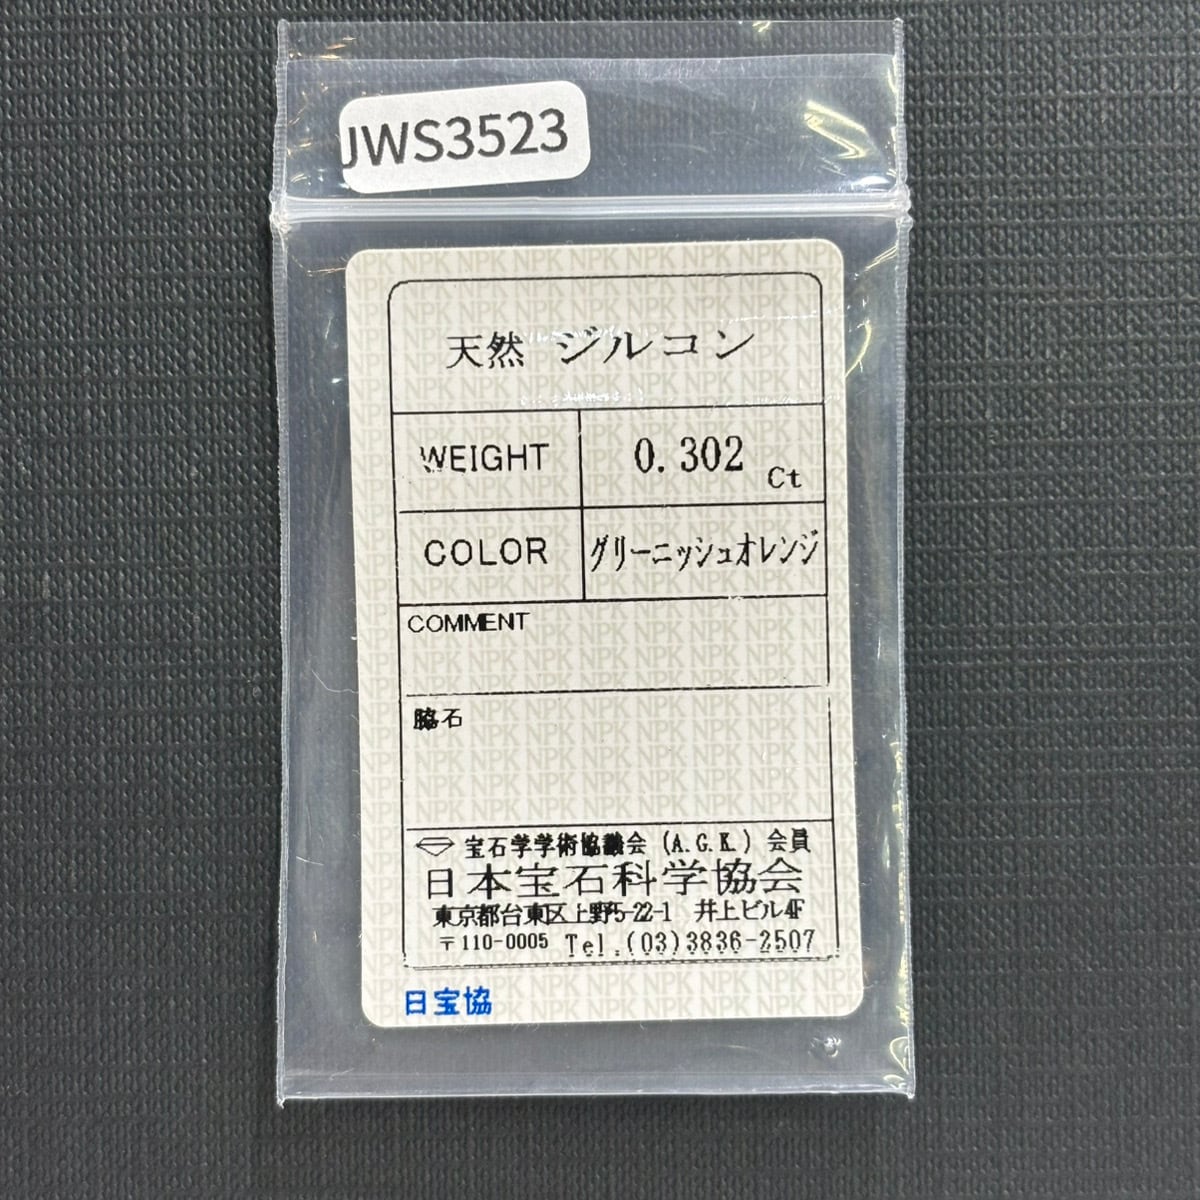 JWS3523
天然 ジルコン
WEIGHT 0.302 Ct
COLOR グリーニッシュオレンジ
COMMENT
脇石
宝石学学術協議会 (A.G.K.) 会員
日本宝石科学協会
東京都台東区上野5-22-1 井上ビル4F
〒110-0005 Tel.(03)3836-2507
日宝協